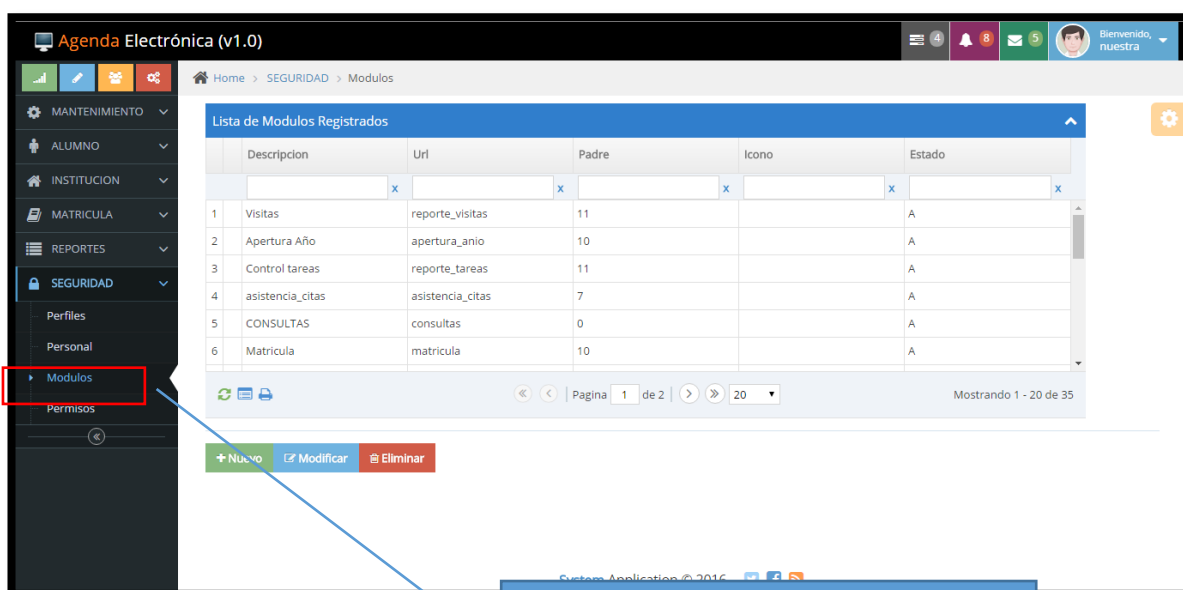 Agenda Electrónica (v1.0)
4
8
5
Bienvenido,
nuestra
Home > SEGURIDAD > Modulos
MANTENIMIENTO
ALUMNO
INSTITUCION
MATRICULA
REPORTES
SEGURIDAD
Perfiles
Personal
Modulos
Permisos
Lista de Modulos Registrados
Descripcion Url Padre Icono Estado
x x x x x
1 Visitas reporte_visitas 11 A
2 Apertura Año apertura_anio 10 A
3 Control tareas reporte_tareas 11 A
4 asistencia_citas asistencia_citas 7 A
5 CONSULTAS consultas 0 A
6 Matricula matricula 10 A
Pagina 1 de 2 20 Mostrando 1 - 20 de 35
Nuevo Modificar Eliminar
System Application © 2016